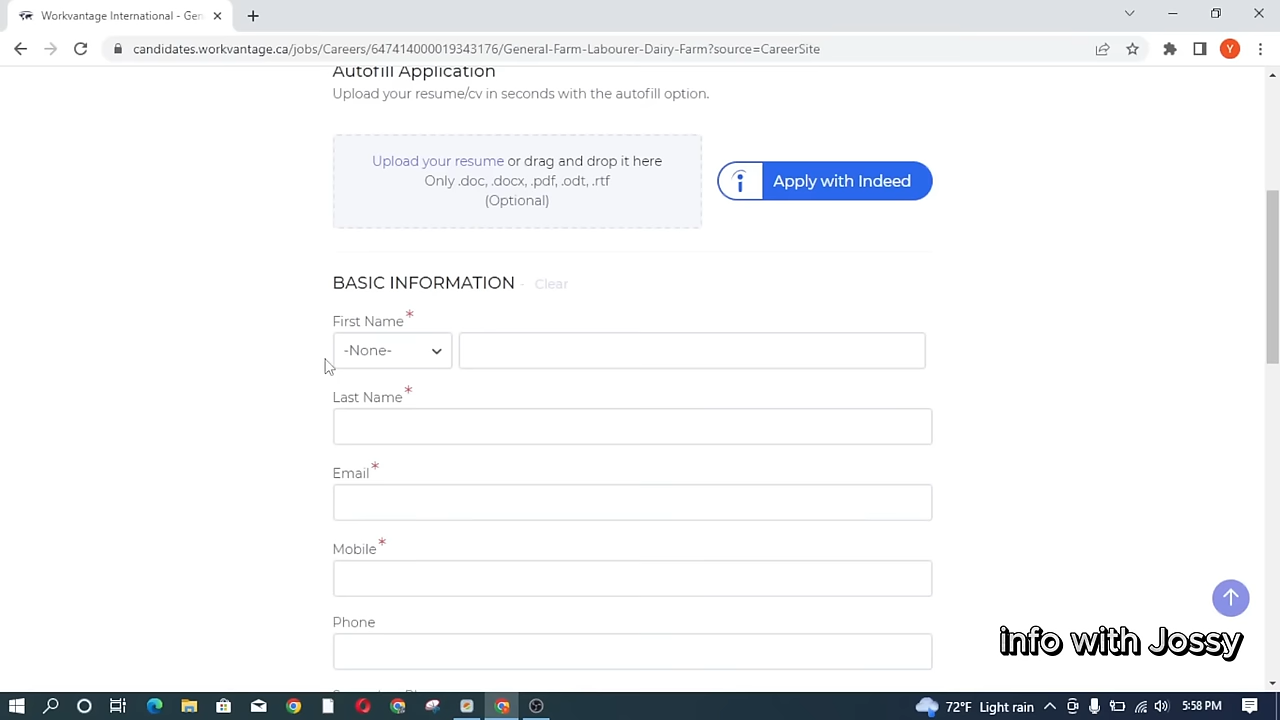 Workvantage International - Gen
candidates.workvantage.ca/jobs/Careers/647414000019343176/General-Farm-Labourer-Dairy-Farm?source=CareerSite
Y
Autofill Application
Upload your resume/cv in seconds with the autofill option.
Upload your resume or drag and drop it here
Only .doc, .docx, .pdf, .odt, .rtf
(Optional)
i Apply with Indeed
BASIC INFORMATION - Clear
First Name*
-None-
Last Name*
Email*
Mobile*
Phone
info with Jossy
72°F Light rain
5:58 PM